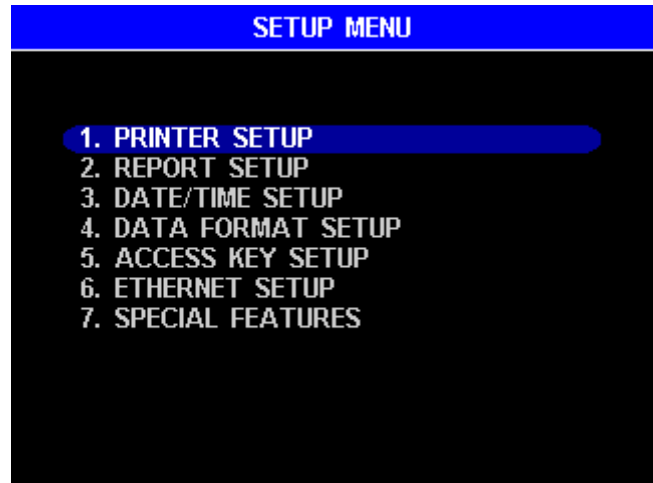 SETUP MENU
1. PRINTER SETUP
2. REPORT SETUP
3. DATE/TIME SETUP
4. DATA FORMAT SETUP
5. ACCESS KEY SETUP
6. ETHERNET SETUP
7. SPECIAL FEATURES